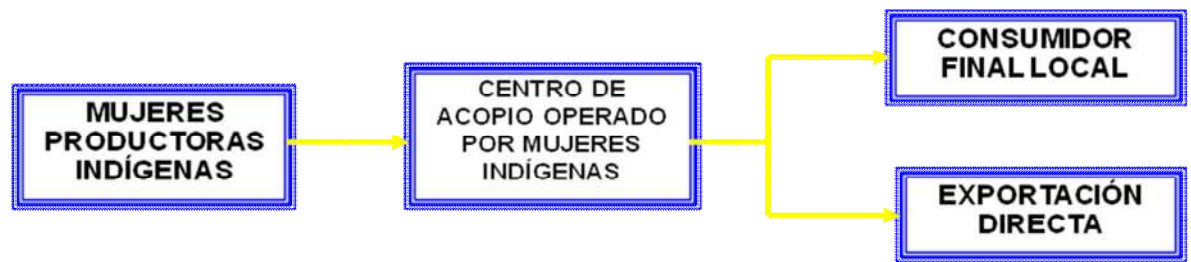 MUJERES
PRODUCTORAS
INDÍGENAS
CENTRO DE
ACOPIO OPERADO
POR MUJERES
INDÍGENAS
CONSUMIDOR
FINAL LOCAL
EXPORTACIÓN
DIRECTA